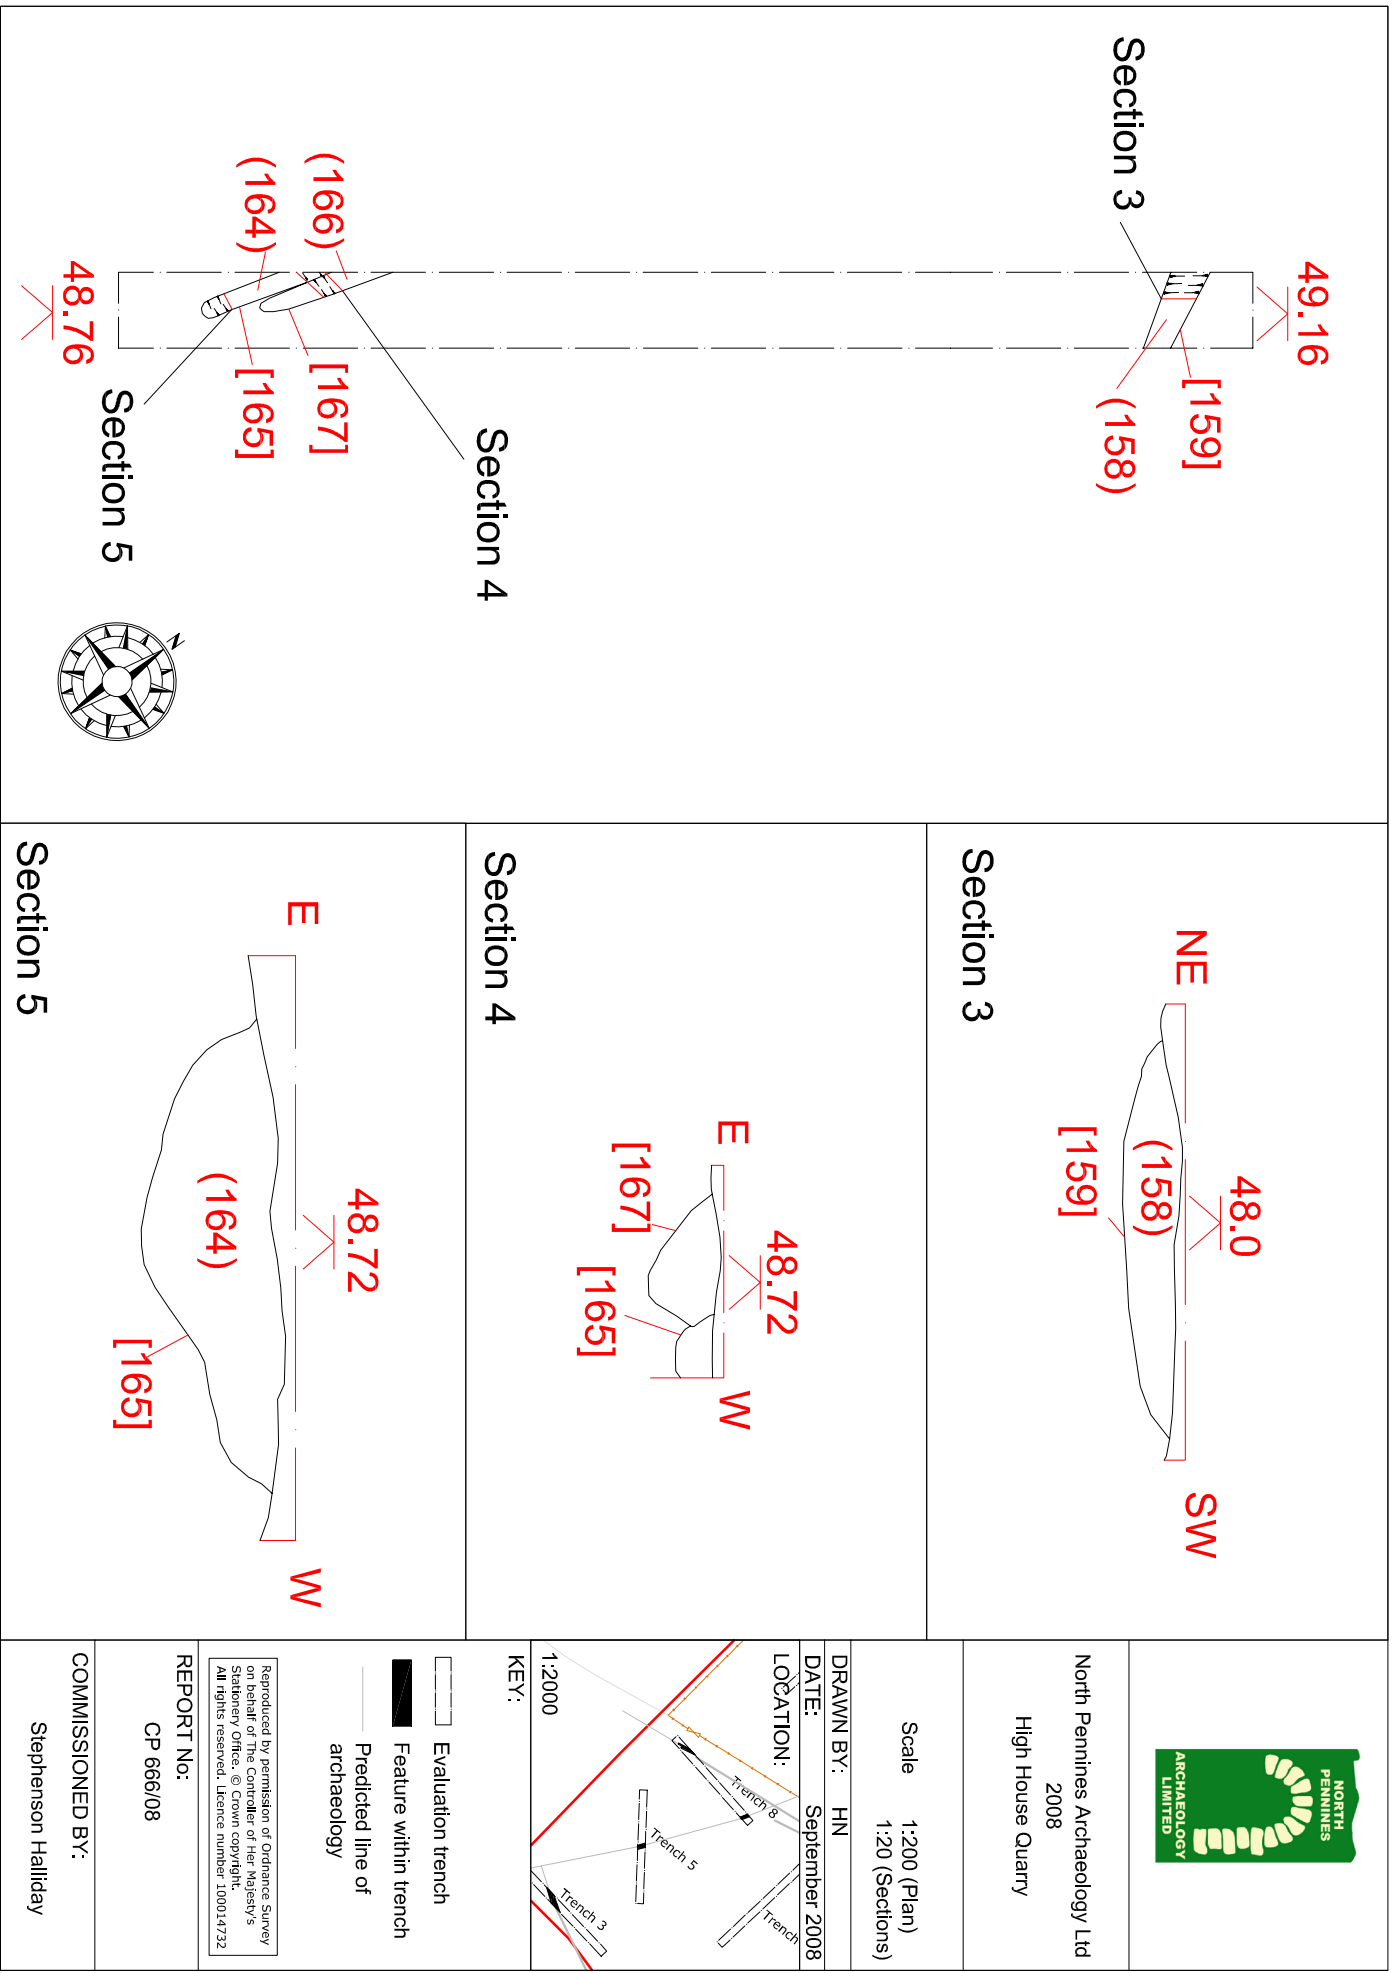 Section 3
49.16
[159]
(158)
(166)
(164)
[167]
[165]
48.76
Section 4
Section 5
N
NE
48.0
SW
(158)
[159]
Section 3
E
48.72
W
[167]
[165]
Section 4
E
48.72
W
(164)
[165]
Section 5
NORTH
PENNINES
ARCHAEOLOGY
LIMITED
North Pennines Archaeology Ltd
2008
High House Quarry
Scale 1:200 (Plan)
1:20 (Sections)
DRAWN BY: HN
DATE: September 2008
LOCATION:
Trench 8
Trench
Trench 5
Trench 3
1:2000
KEY:
Evaluation trench
Feature within trench
Predicted line of
archaeology
Reproduced by permission of Ordnance Survey
on behalf of The Controller of Her Majesty's
Stationery Office. © Crown copyright.
All rights reserved. Licence number 100014732
REPORT No:
CP 666/08
COMMISSIONED BY:
Stephenson Halliday